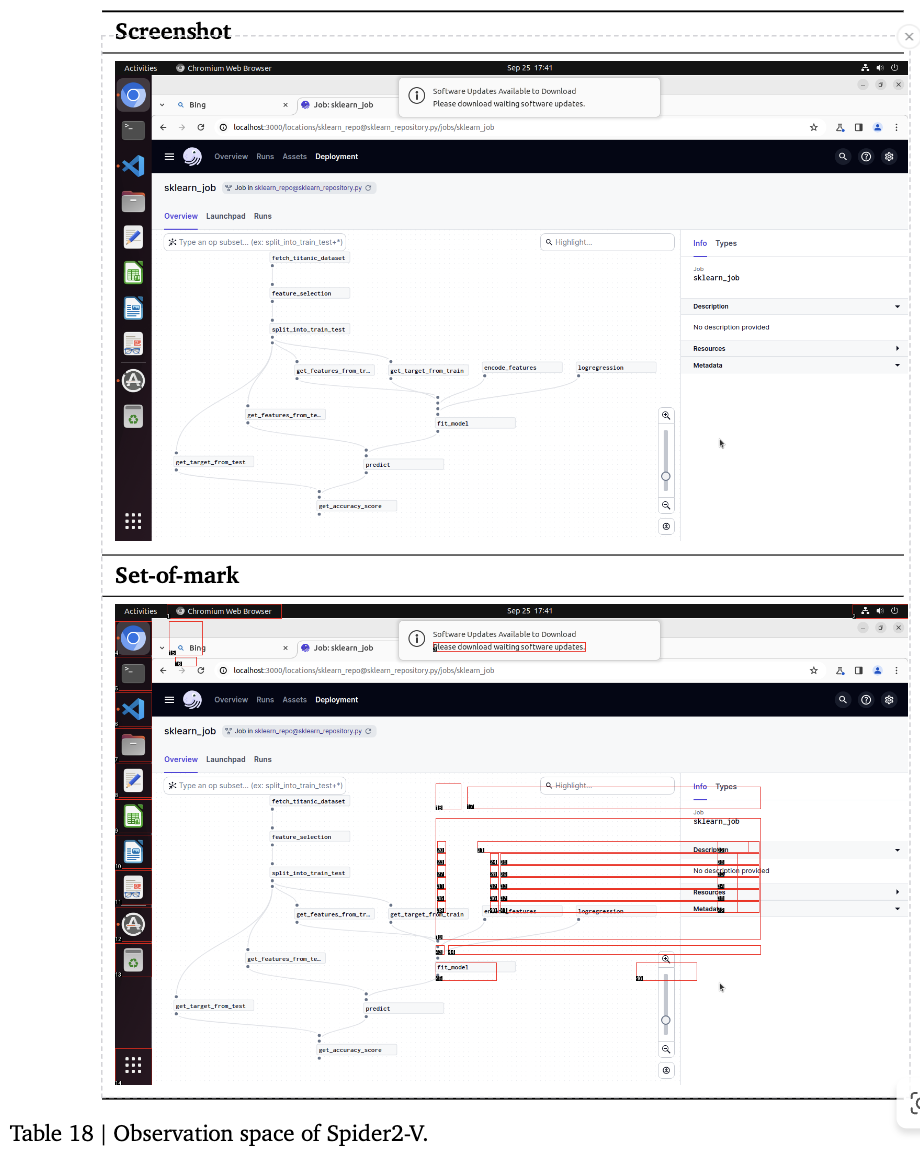 Screenshot
Activities Chromium Web Browser Sep 25 17:41
Software Updates Available to Download
Please download waiting software updates.
Bing Job: sklearn_job
localhost:3000/locations/sklearn_repo@sklearn_repository.py/jobs/sklearn_job
Overview Runs Assets Deployment
sklearn_job Job in sklearn_repo@sklearn_repository.py
Overview Launchpad Runs
Type an op subset... (ex: split_into_train_test+*) Highlight... Info Types
fetch_titanic_dataset
feature_selection
split_into_train_test
get_features_from_tr... get_target_from_train encode_features logregression
get_features_from_te...
fit_model
get_target_from_test
predict
get_accuracy_score
Job
sklearn_job
Description
No description provided
Resources
Metadata
Set-of-mark
Activities Chromium Web Browser Sep 25 17:41
Software Updates Available to Download
Please download waiting software updates.
Bing Job: sklearn_job
localhost:3000/locations/sklearn_repo@sklearn_repository.py/jobs/sklearn_job
Overview Runs Assets Deployment
sklearn_job Job in sklearn_repo@sklearn_repository.py
Overview Launchpad Runs
Type an op subset... (ex: split_into_train_test+*) Highlight... Info Types
fetch_titanic_dataset
feature_selection
split_into_train_test
get_features_from_tr... get_target_from_train encode_features logregression
get_features_from_te...
fit_model
get_target_from_test
predict
get_accuracy_score
Job
sklearn_job
Description
No description provided
Resources
Metadata
Table 18 | Observation space of Spider2-V.